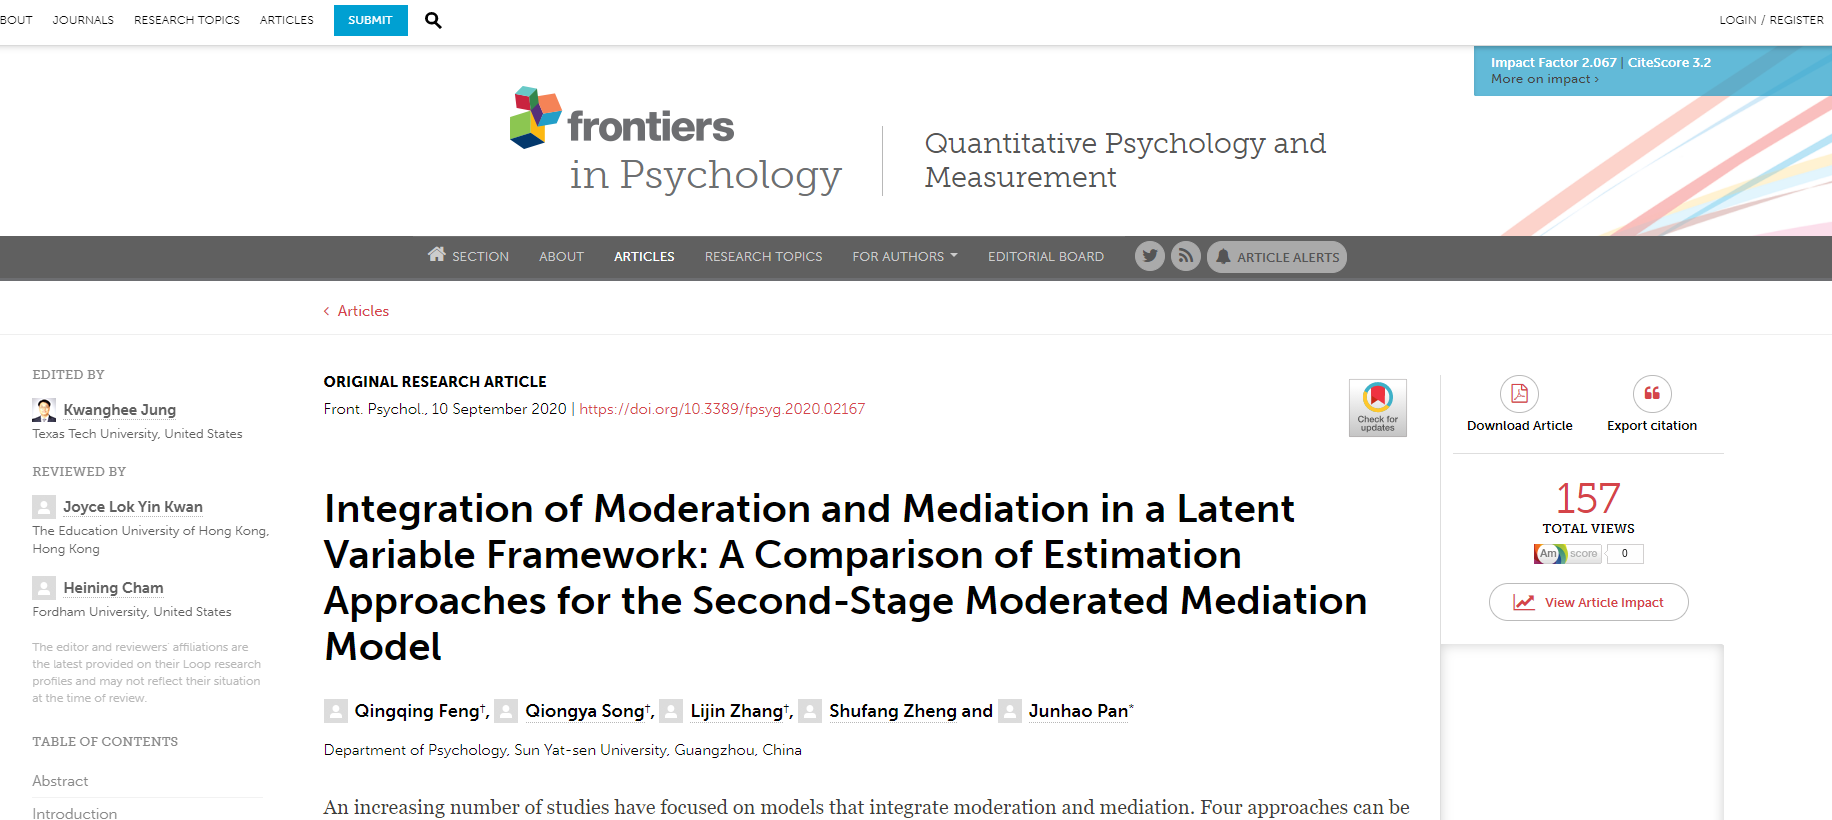 BOUT JOURNALS RESEARCH TOPICS ARTICLES SUBMIT LOGIN / REGISTER
Impact Factor 2.067 | CiteScore 3.2
More on impact ›
frontiers
in Psychology
Quantitative Psychology and
Measurement
SECTION ABOUT ARTICLES RESEARCH TOPICS FOR AUTHORS EDITORIAL BOARD ARTICLE ALERTS
‹ Articles
EDITED BY
Kwanghee Jung
Texas Tech University, United States
REVIEWED BY
Joyce Lok Yin Kwan
The Education University of Hong Kong,
Hong Kong
Heining Cham
Fordham University, United States
The editor and reviewers' affiliations are
the latest provided on their Loop research
profiles and may not reflect their situation
at the time of review.
TABLE OF CONTENTS
Abstract
Introduction
ORIGINAL RESEARCH ARTICLE
Front. Psychol., 10 September 2020 | https://doi.org/10.3389/fpsyg.2020.02167
Check for
updates
Integration of Moderation and Mediation in a Latent
Variable Framework: A Comparison of Estimation
Approaches for the Second-Stage Moderated Mediation
Model
Qingqing Feng†, Qiongya Song†, Lijin Zhang†, Shufang Zheng and Junhao Pan*
Department of Psychology, Sun Yat-sen University, Guangzhou, China
An increasing number of studies have focused on models that integrate moderation and mediation. Four approaches can be
Download Article Export citation
157
TOTAL VIEWS
Am score 0
View Article Impact